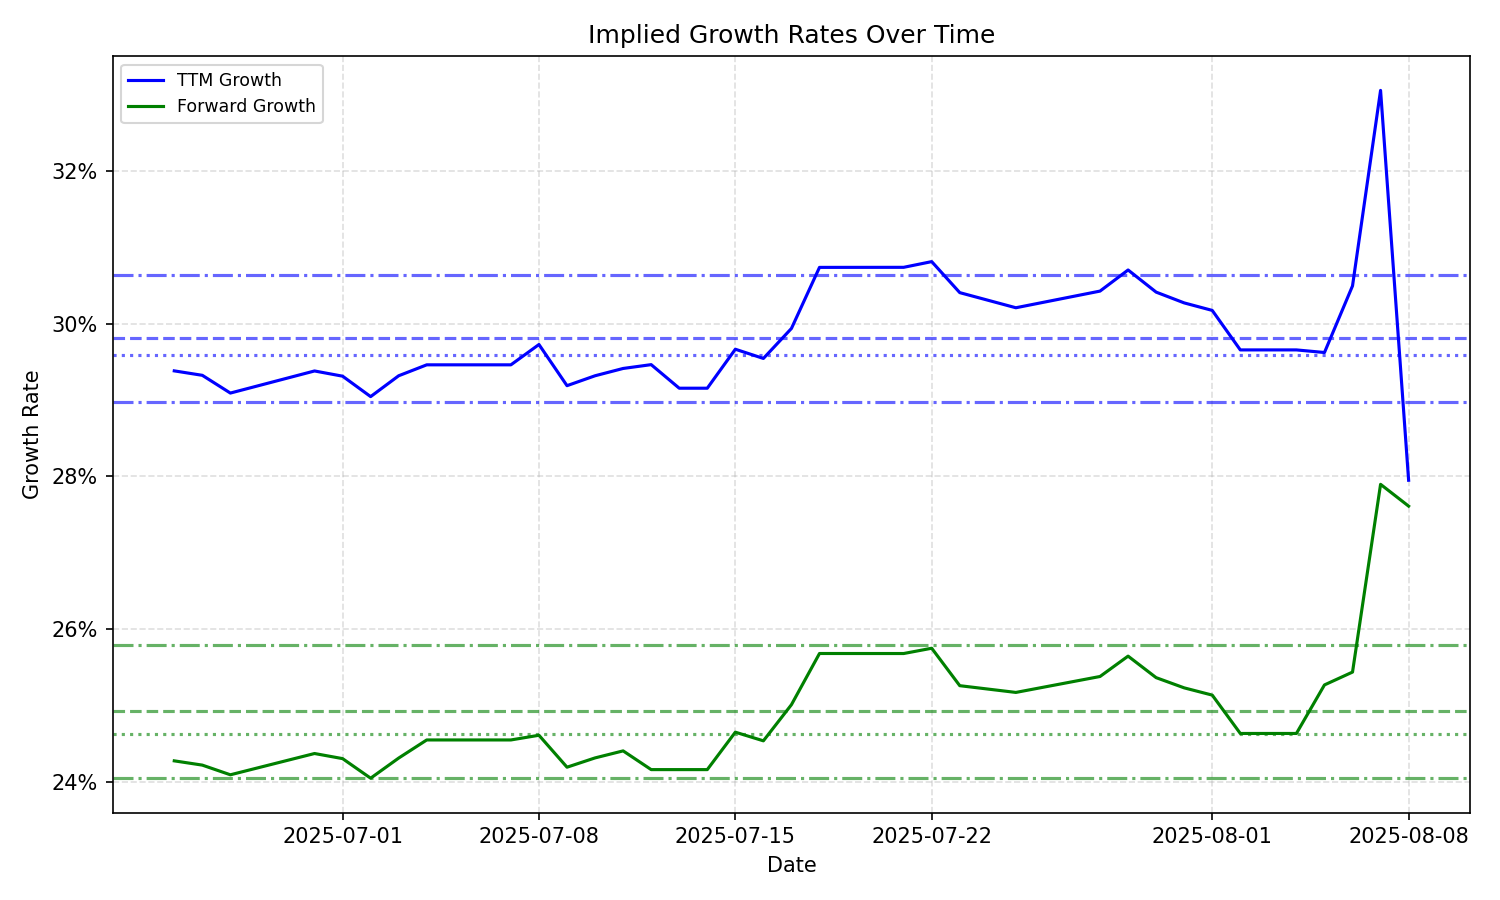 Implied Growth Rates Over Time
TTM Growth
Forward Growth
Growth Rate
32%
30%
28%
26%
24%
2025-07-01
2025-07-08
2025-07-15
2025-07-22
2025-08-01
2025-08-08
Date